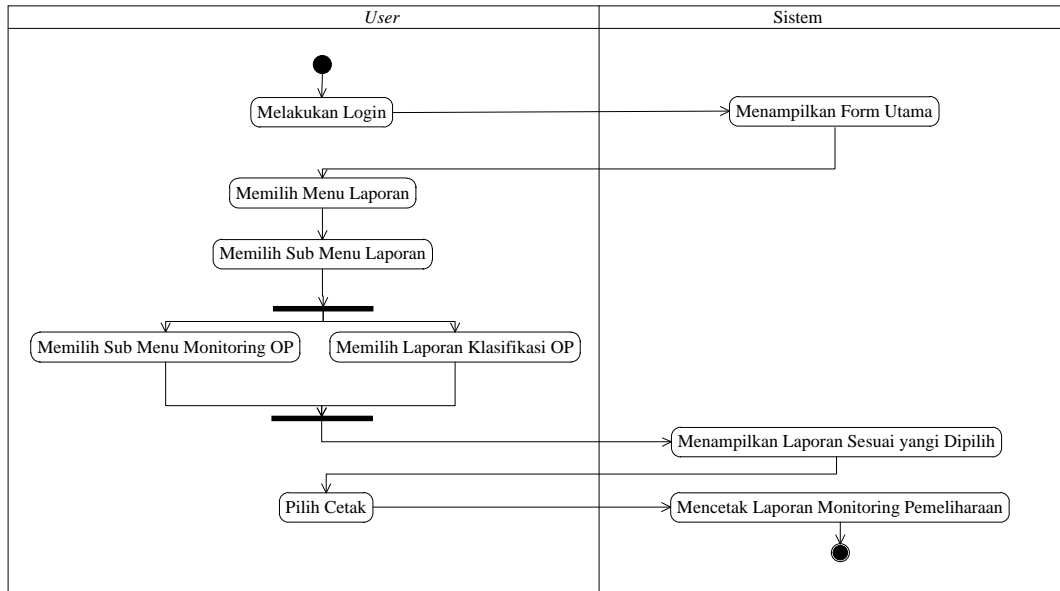 User
Sistem
Melakukan Login
Menampilkan Form Utama
Memilih Menu Laporan
Memilih Sub Menu Laporan
Memilih Sub Menu Monitoring OP
Memilih Laporan Klasifikasi OP
Menampilkan Laporan Sesuai yangi Dipilih
Pilih Cetak
Mencetak Laporan Monitoring Pemeliharaan